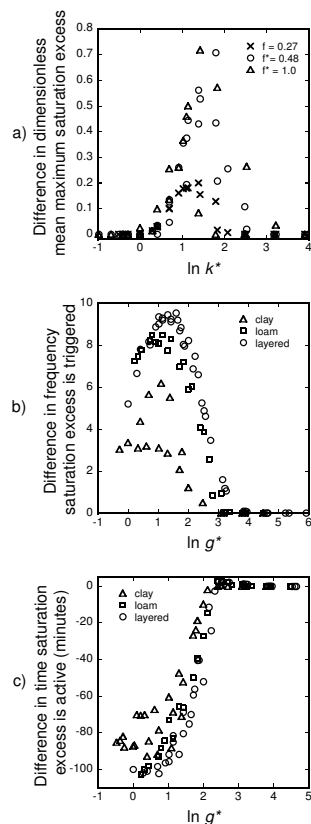 a)
Difference in dimensionless
mean maximum saturation excess
0.8
0.7
0.6
0.5
0.4
0.3
0.2
0.1
0
× f = 0.27
○ f*= 0.48
△ f* = 1.0
-1 0 1 2 3 4 5
ln k*
b)
Difference in frequency
saturation excess is triggered
10
8
6
4
2
0
△ clay
□ loam
○ layered
-1 0 1 2 3 4 5 6
ln g*
c)
Difference in time saturation
excess is active (minutes)
0
-20
-40
-60
-80
-100
△ clay
□ loam
○ layered
-1 0 1 2 3 4 5
ln g*